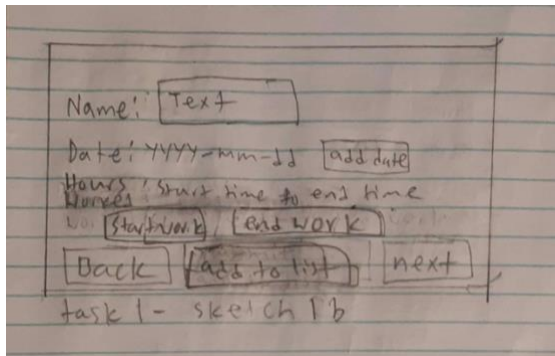 Name: Text
Date: YYYY-mm-dd add date
Hours Worked : Start time to end time
Start work end work
Back add to list next
task 1 - sketch lib